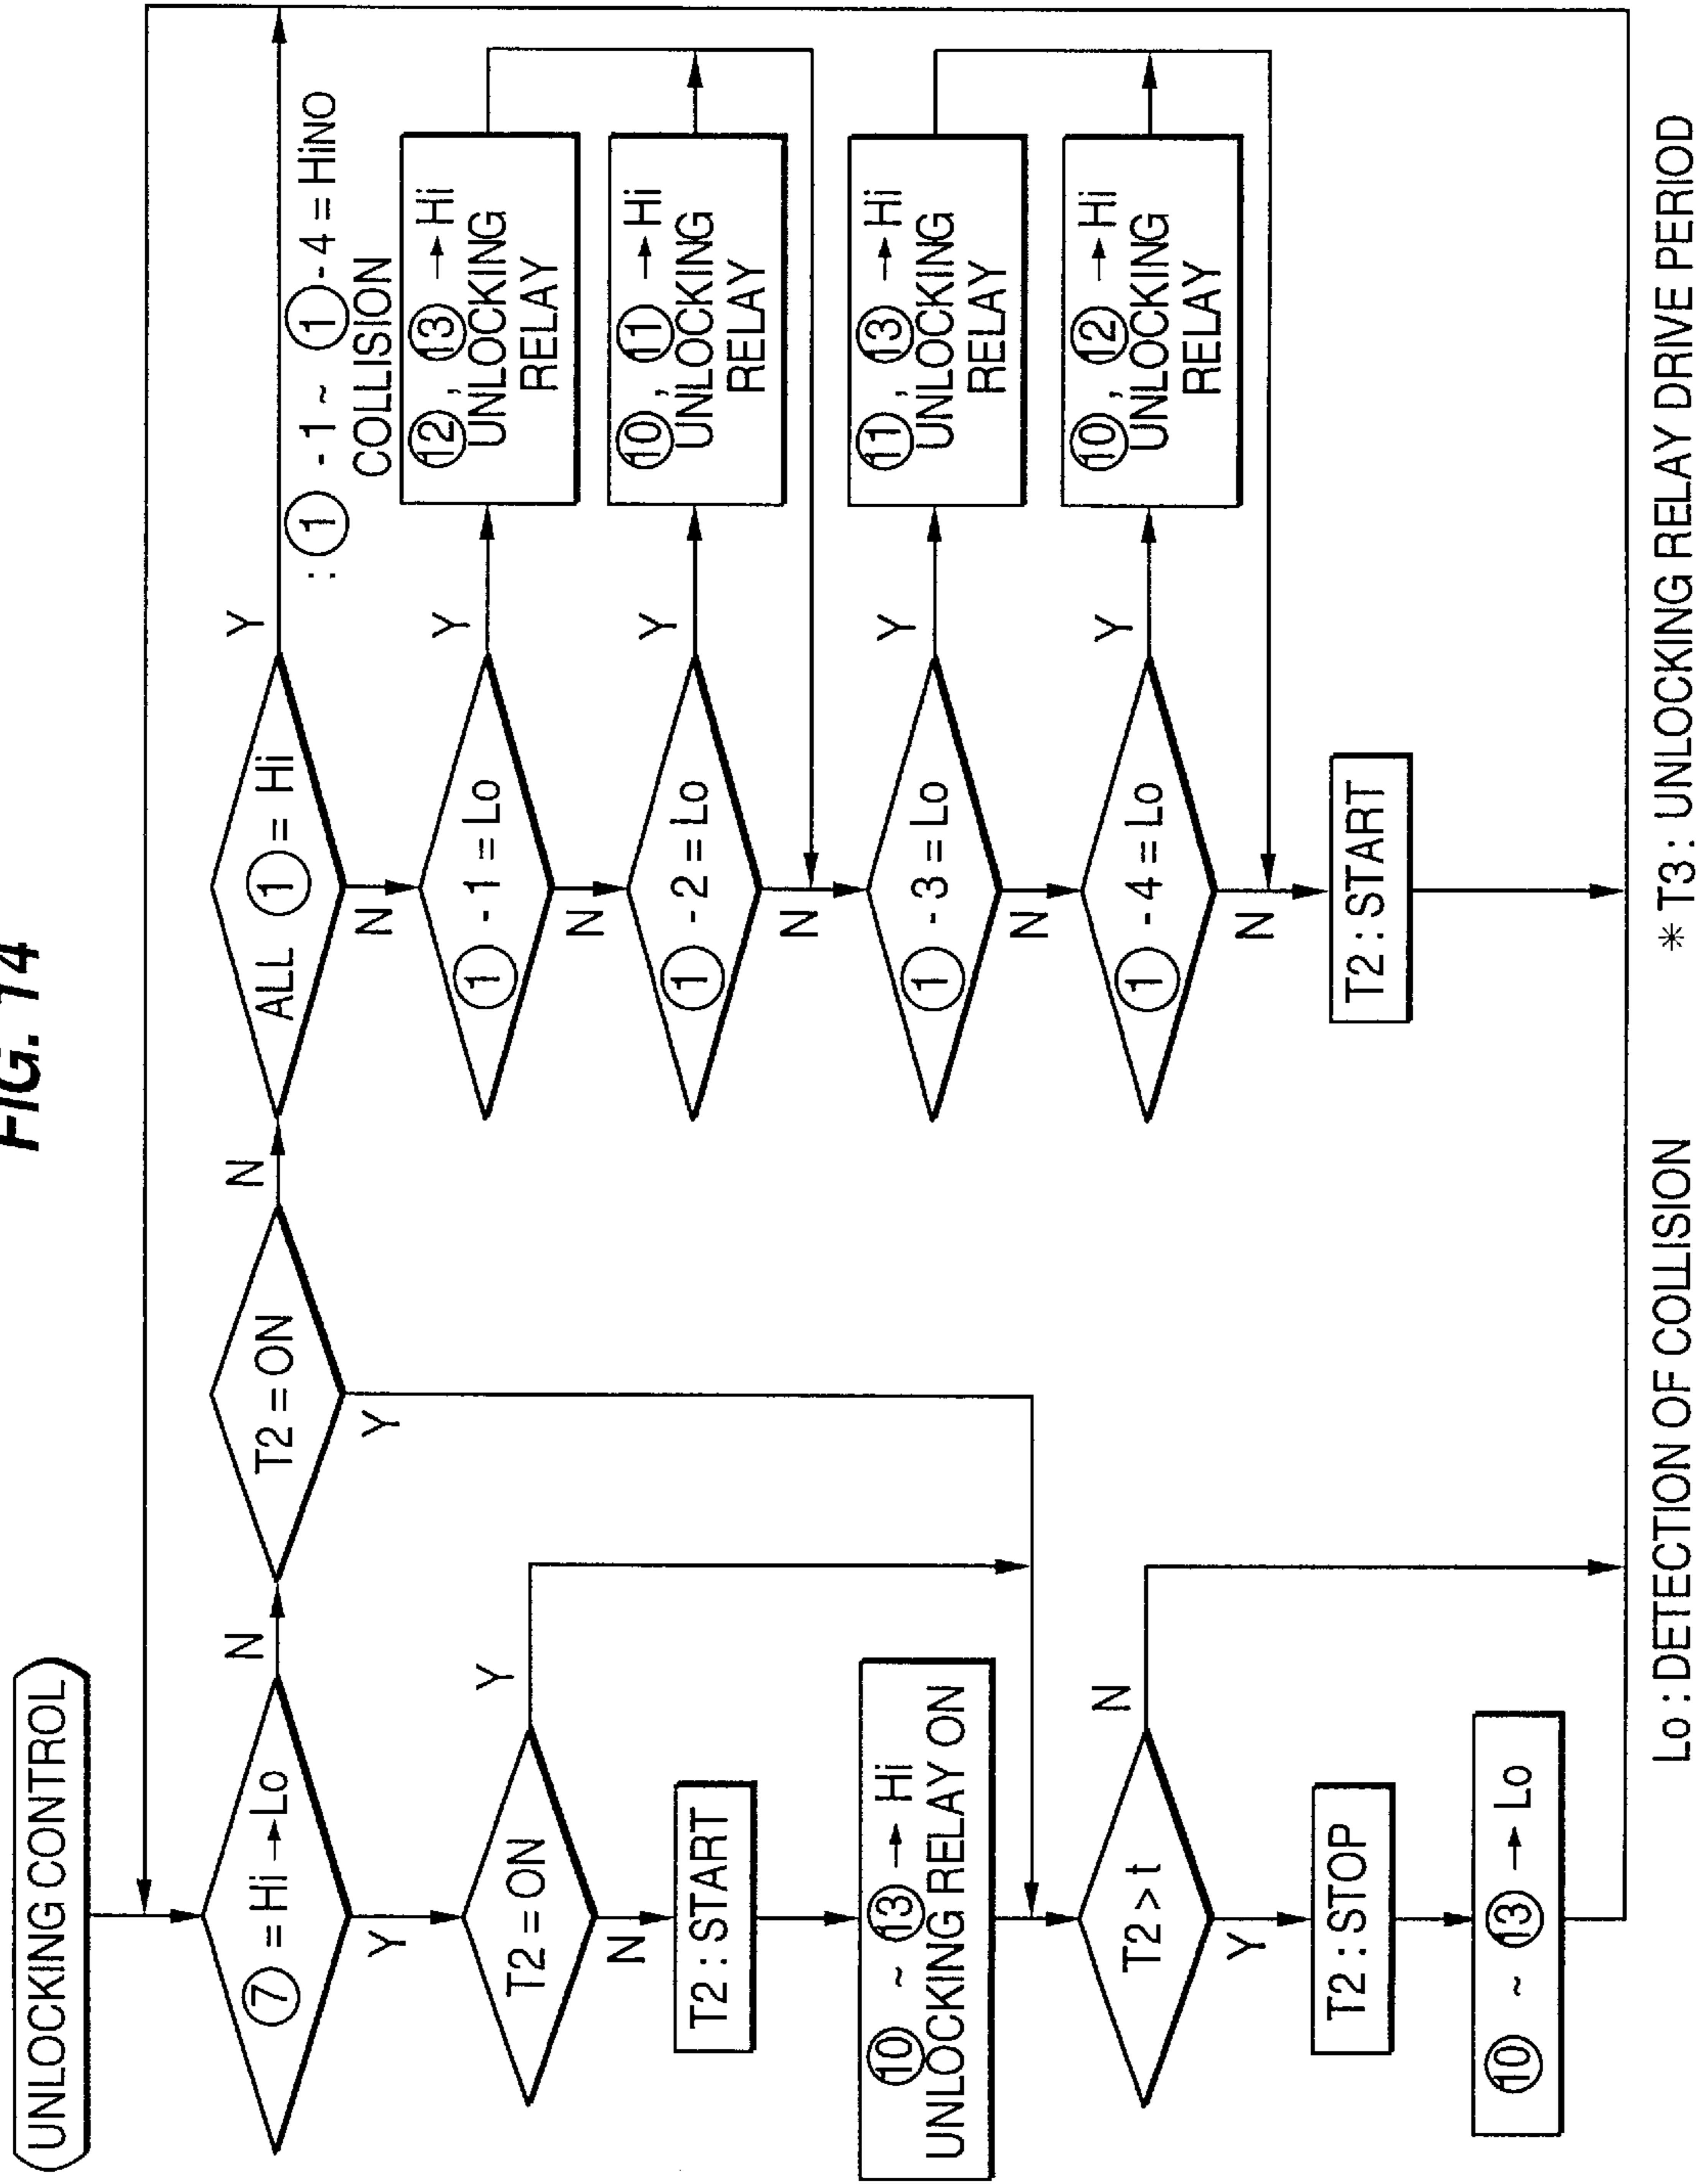 FIG. 14
UNLOCKING CONTROL
⑦ = Hi → Lo
N
Y
T2 = ON
Y
N
T2 : START
⑩ ~ ⑬ → Hi
UNLOCKING RELAY ON
T2 > t
N
Y
T2 : STOP
⑩ ~ ⑬ → Lo
T2 = ON
N
Y
ALL ① = Hi
Y
N
: ① - 1 ~ ① - 4 = HiNO
COLLISION
① - 1 = Lo
Y
N
⑫ , ⑬ → Hi
UNLOCKING
RELAY
① - 2 = Lo
Y
N
⑩ , ⑪ → Hi
UNLOCKING
RELAY
① - 3 = Lo
Y
N
⑪ , ⑬ → Hi
UNLOCKING
RELAY
① - 4 = Lo
Y
N
⑩ , ⑫ → Hi
UNLOCKING
RELAY
T2 : START
Lo : DETECTION OF COLLISION
* T3 : UNLOCKING RELAY DRIVE PERIOD